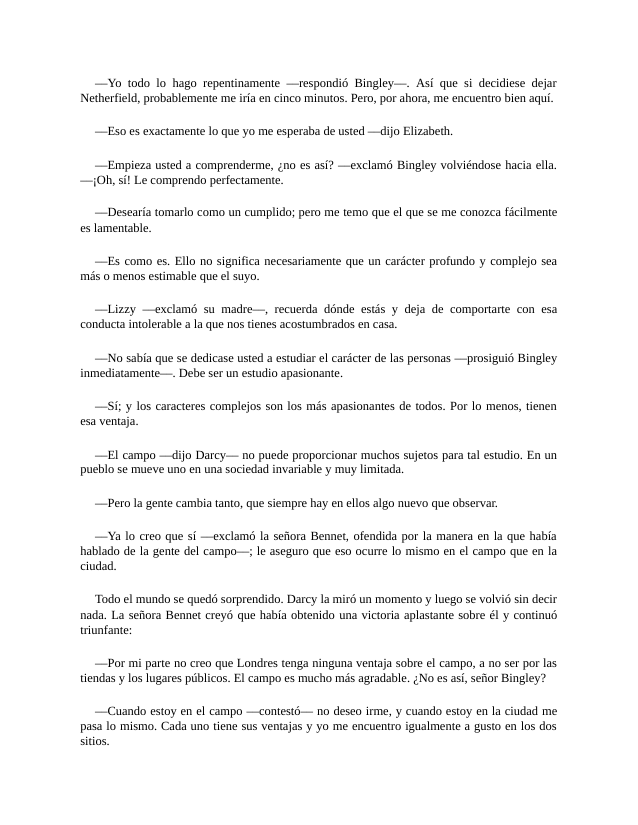 —Yo todo lo hago repentinamente —respondió Bingley—. Así que si decidiese dejar
Netherfield, probablemente me iría en cinco minutos. Pero, por ahora, me encuentro bien aquí.
—Eso es exactamente lo que yo me esperaba de usted —dijo Elizabeth.
—Empieza usted a comprenderme, ¿no es así? —exclamó Bingley volviéndose hacia ella.
—¡Oh, sí! Le comprendo perfectamente.
—Desearía tomarlo como un cumplido; pero me temo que el que se me conozca fácilmente
es lamentable.
—Es como es. Ello no significa necesariamente que un carácter profundo y complejo sea
más o menos estimable que el suyo.
—Lizzy —exclamó su madre—, recuerda dónde estás y deja de comportarte con esa
conducta intolerable a la que nos tienes acostumbrados en casa.
—No sabía que se dedicase usted a estudiar el carácter de las personas —prosiguió Bingley
inmediatamente—. Debe ser un estudio apasionante.
—Sí; y los caracteres complejos son los más apasionantes de todos. Por lo menos, tienen
esa ventaja.
—El campo —dijo Darcy— no puede proporcionar muchos sujetos para tal estudio. En un
pueblo se mueve uno en una sociedad invariable y muy limitada.
—Pero la gente cambia tanto, que siempre hay en ellos algo nuevo que observar.
—Ya lo creo que sí —exclamó la señora Bennet, ofendida por la manera en la que había
hablado de la gente del campo—; le aseguro que eso ocurre lo mismo en el campo que en la
ciudad.
Todo el mundo se quedó sorprendido. Darcy la miró un momento y luego se volvió sin decir
nada. La señora Bennet creyó que había obtenido una victoria aplastante sobre él y continuó
triunfante:
—Por mi parte no creo que Londres tenga ninguna ventaja sobre el campo, a no ser por las
tiendas y los lugares públicos. El campo es mucho más agradable. ¿No es así, señor Bingley?
—Cuando estoy en el campo —contestó— no deseo irme, y cuando estoy en la ciudad me
pasa lo mismo. Cada uno tiene sus ventajas y yo me encuentro igualmente a gusto en los dos
sitios.